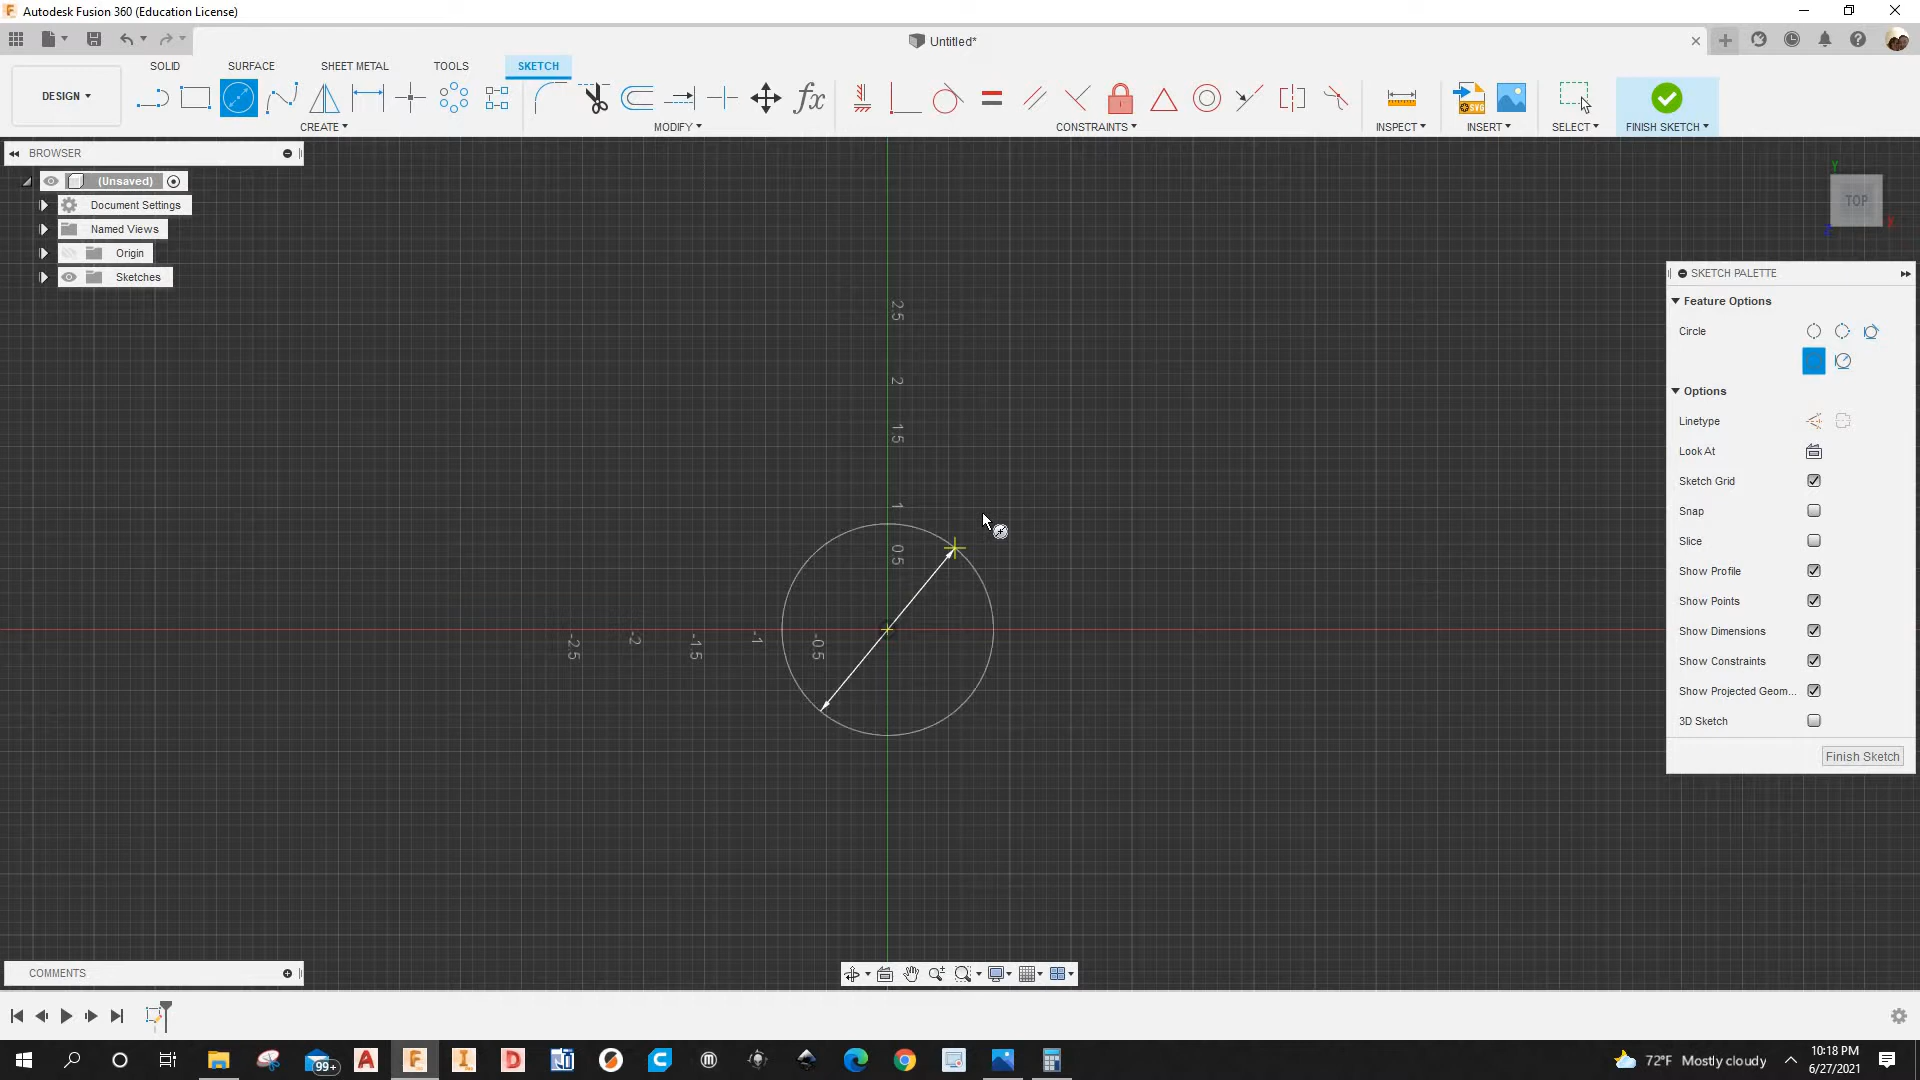 Autodesk Fusion 360 (Education License)
Untitled*
SOLID SURFACE SHEET METAL TOOLS SKETCH
DESIGN
fx
CREATE MODIFY CONSTRAINTS INSPECT INSERT SELECT FINISH SKETCH
BROWSER
(Unsaved)
Document Settings
Named Views
Origin
Sketches
Y
TOP
X
Z
SKETCH PALETTE
Feature Options
Circle
Options
Linetype
Look At
Sketch Grid
Snap
Slice
Show Profile
Show Points
Show Dimensions
Show Constraints
Show Projected Geom...
3D Sketch
Finish Sketch
2.5
2
1.5
1
0.5
-2.5 -2 -1.5 -1 -0.5
COMMENTS
99+
72°F Mostly cloudy
10:18 PM
6/27/2021